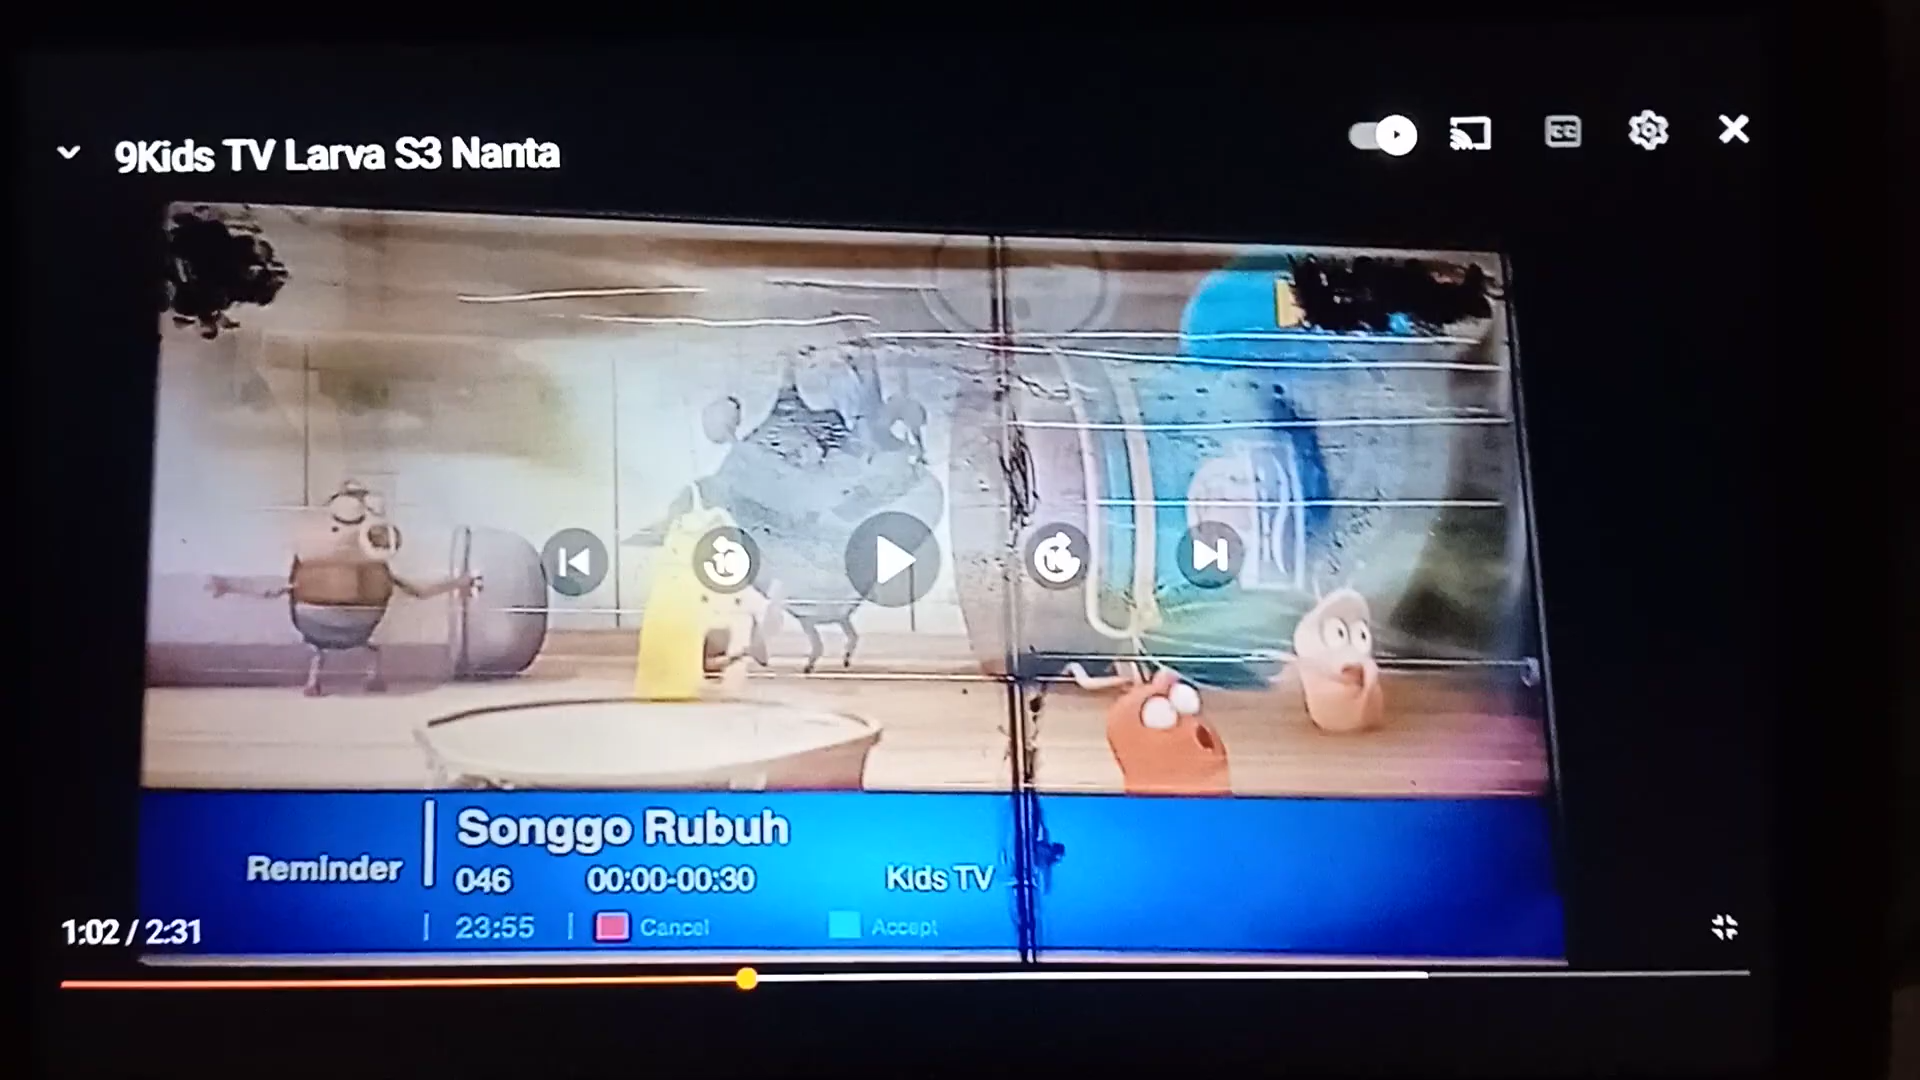 9Kids TV Larva S3 Nanta
Songgo Rubuh
Reminder
046 00:00-00:30 Kids TV
23:55 Cancel Accept
1:02 / 2:31